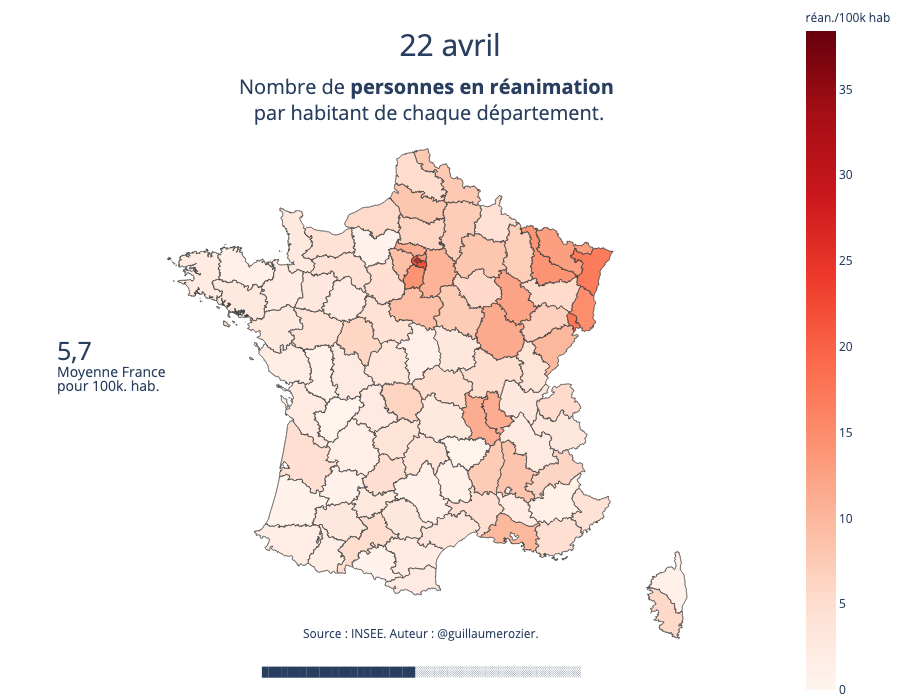 réan./100k hab
22 avril
Nombre de personnes en réanimation
par habitant de chaque département.
35
30
25
20
15
10
5
0
5,7
Moyenne France
pour 100k. hab.
Source : INSEE. Auteur : @guillaumerozier.